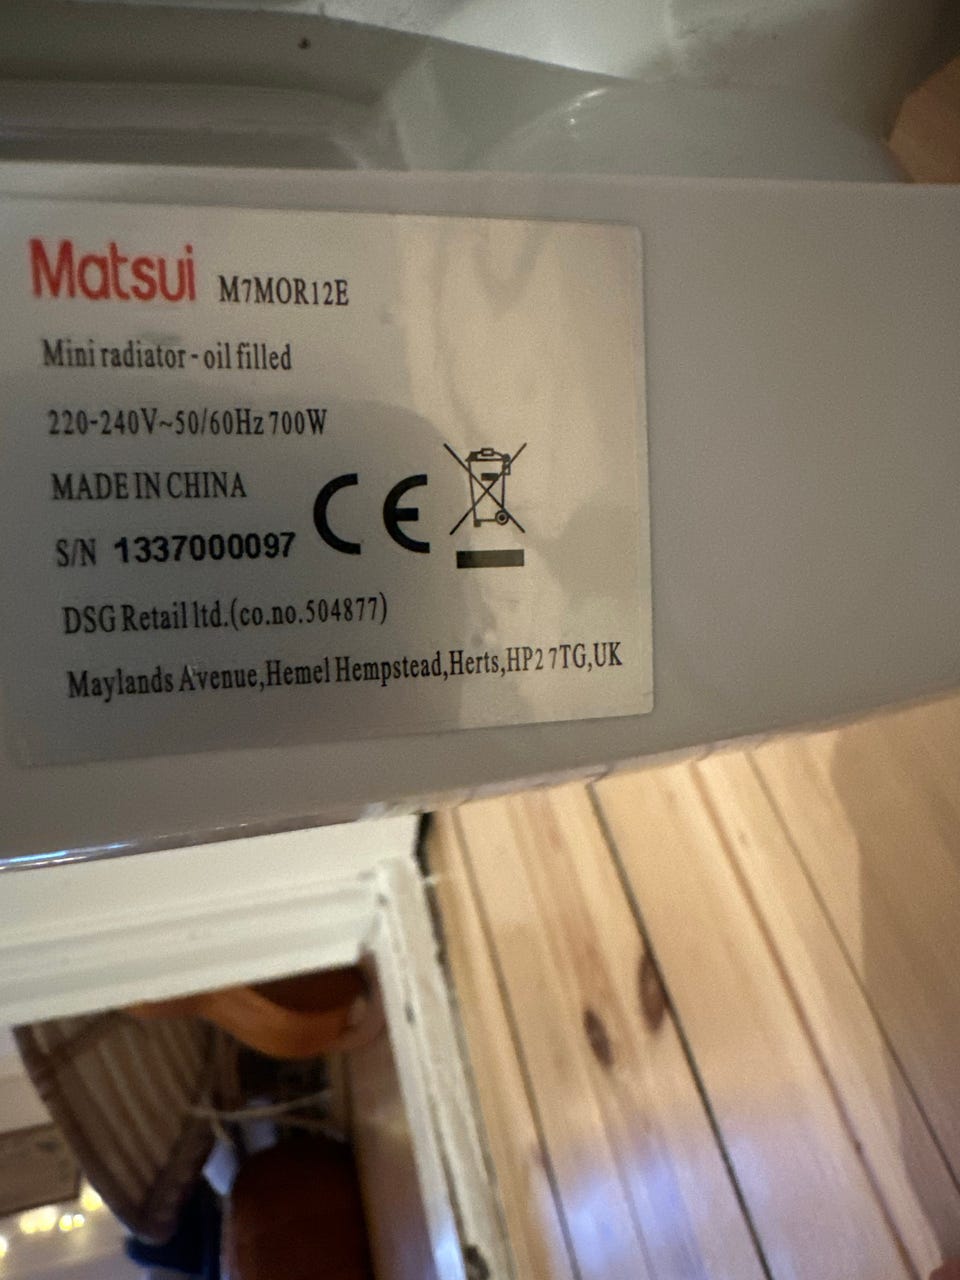 Matsui M7MOR12E
Mini radiator - oil filled
220-240V~50/60Hz 700W
MADE IN CHINA
CE
S/N 1337000097
DSG Retail ltd.(co.no.504877)
Maylands Avenue,Hemel Hempstead,Herts,HP2 7TG,UK